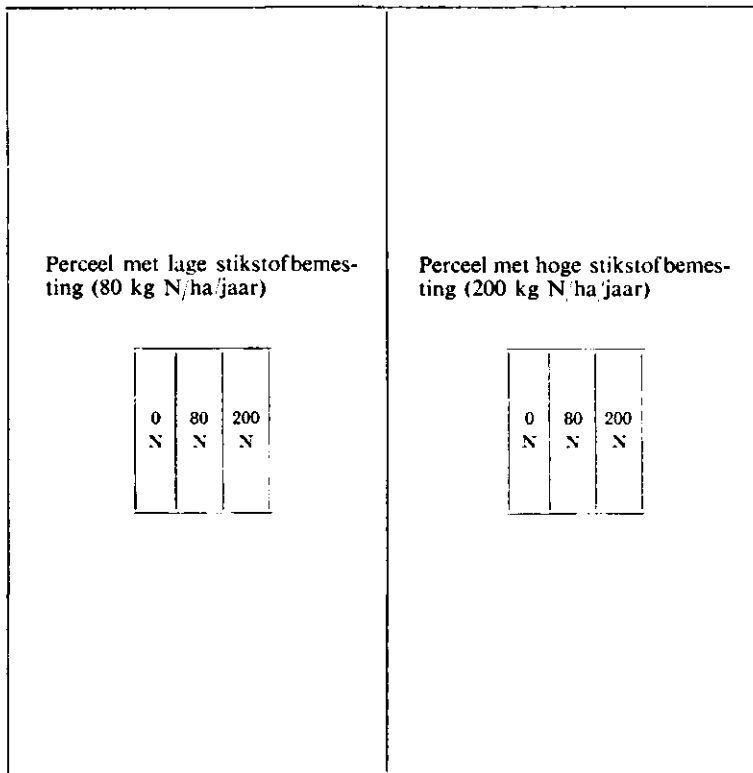 Perceel met lage stikstofbemes-
ting (80 kg N/ha/jaar)
0 80 200
N N N
Perceel met hoge stikstofbemes-
ting (200 kg N/ha/jaar)
0 80 200
N N N